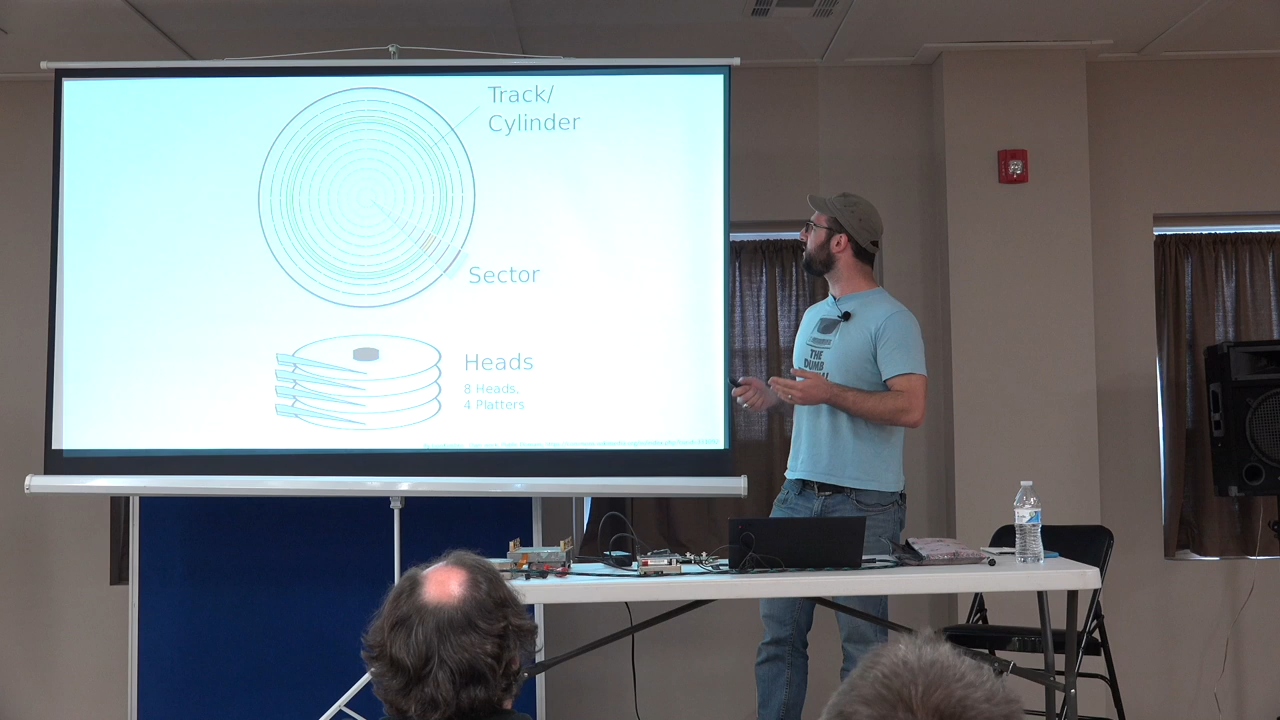 Track/
Cylinder
Sector
Heads
8 Heads,
4 Platters
THE
DUMB